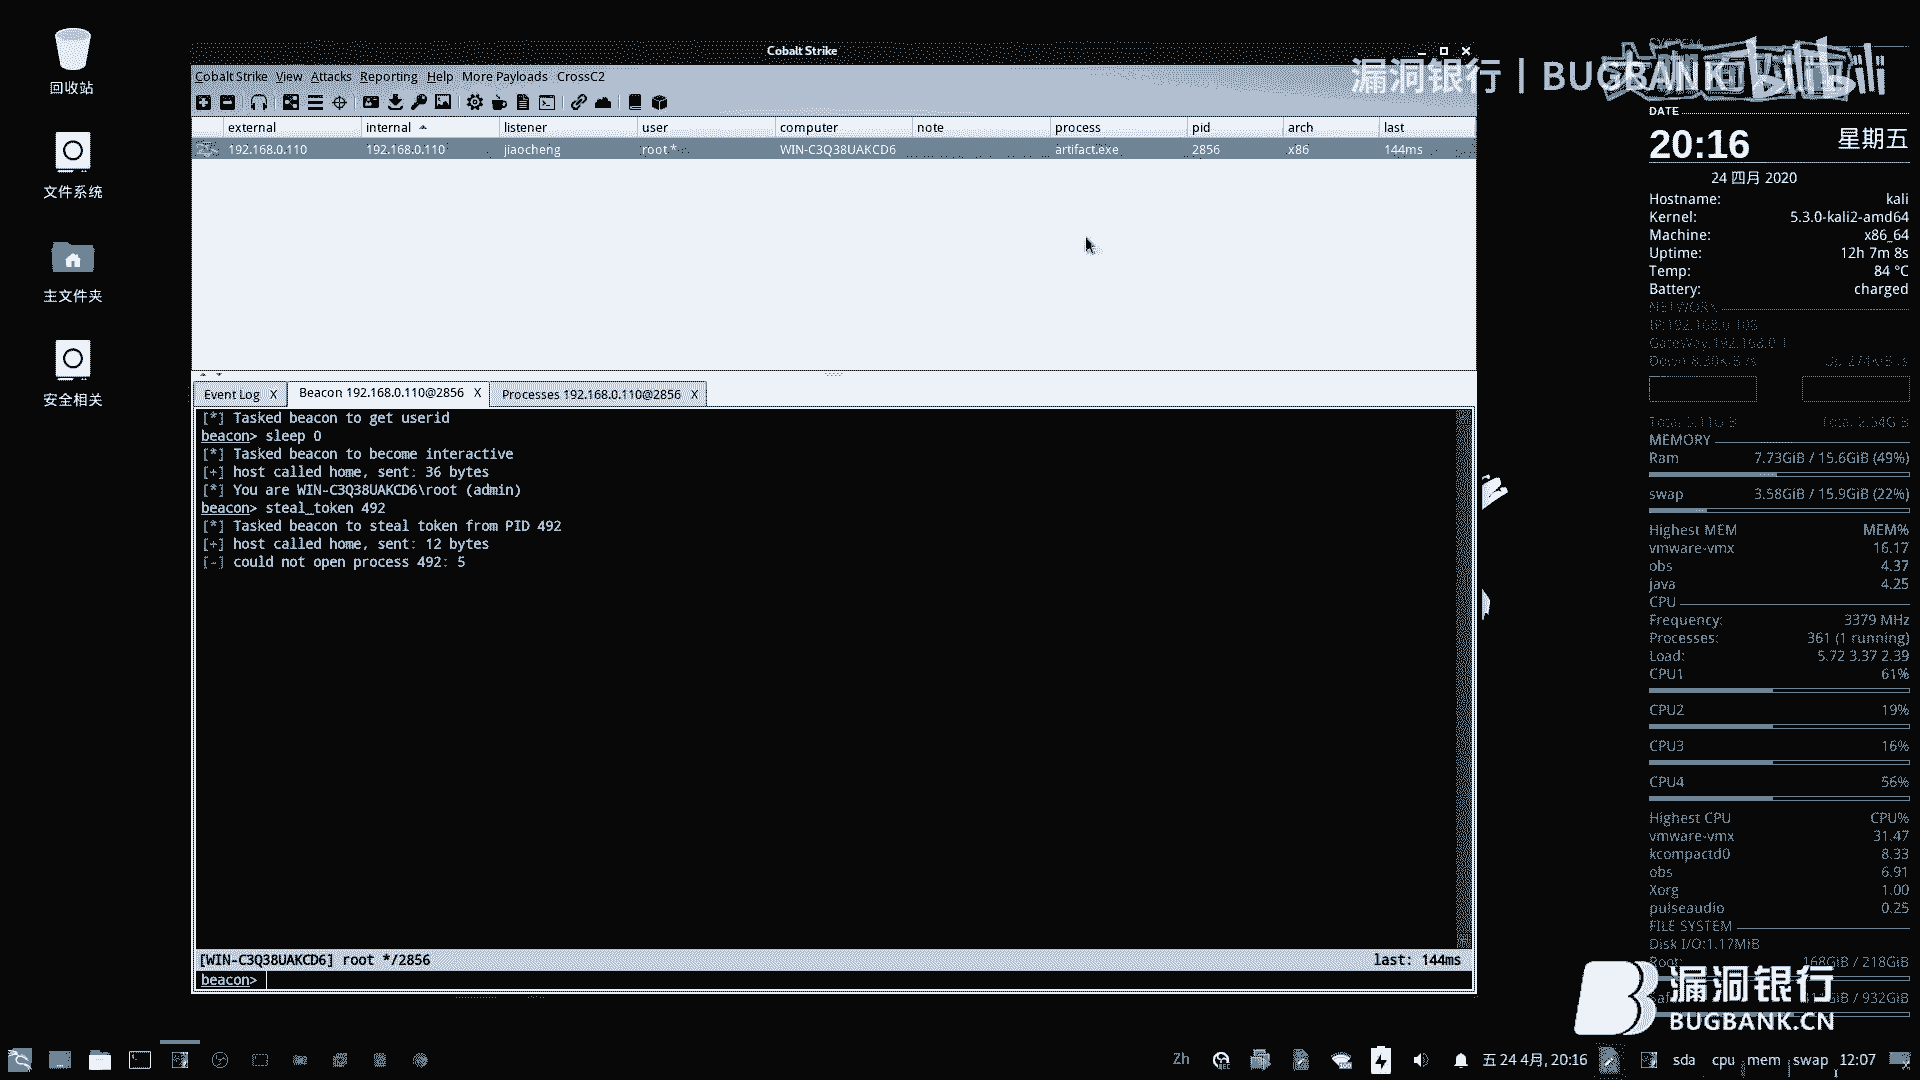 回收站
文件系统
主文件夹
安全相关
Cobalt Strike
Cobalt Strike View Attacks Reporting Help More Payloads CrossC2
external internal listener user computer note process pid arch last
192.168.0.110 192.168.0.110 jiaocheng root * WIN-C3Q38UAKCD6 artifact.exe 2856 x86 144ms
Event Log X Beacon 192.168.0.110@2856 X Processes 192.168.0.110@2856 X
[*] Tasked beacon to get userid
beacon> sleep 0
[*] Tasked beacon to become interactive
[+] host called home, sent: 36 bytes
[*] You are WIN-C3Q38UAKCD6\root (admin)
beacon> steal_token 492
[*] Tasked beacon to steal token from PID 492
[+] host called home, sent: 12 bytes
[-] could not open process 492: 5
[WIN-C3Q38UAKCD6] root */2856 last: 144ms
beacon>
漏洞银行 | BUGBANK bilibili
DATE
20:16 星期五
24 四月 2020
Hostname: kali
Kernel: 5.3.0-kali2-amd64
Machine: x86_64
Uptime: 12h 7m 8s
Temp: 84 °C
Battery: charged
NETWORK
MEMORY
Ram 7.73GiB / 15.6GiB (49%)
swap 3.58GiB / 15.9GiB (22%)
Highest MEM MEM%
vmware-vmx 16.17
obs 4.37
java 4.25
CPU
Frequency: 3379 MHz
Processes: 361 (1 running)
Load: 5.72 3.37 2.39
CPU1 61%
CPU2 19%
CPU3 16%
CPU4 56%
Highest CPU CPU%
vmware-vmx 31.47
kcompactd0 8.33
obs 6.91
Xorg 1.00
pulseaudio 0.25
FILE SYSTEM
Disk I/O:1.17MiB
Root: 168GiB / 218GiB
/ 932GiB
漏洞银行
BUGBANK.CN
Zh 五 24 4月, 20:16 sda cpu mem swap 12:07